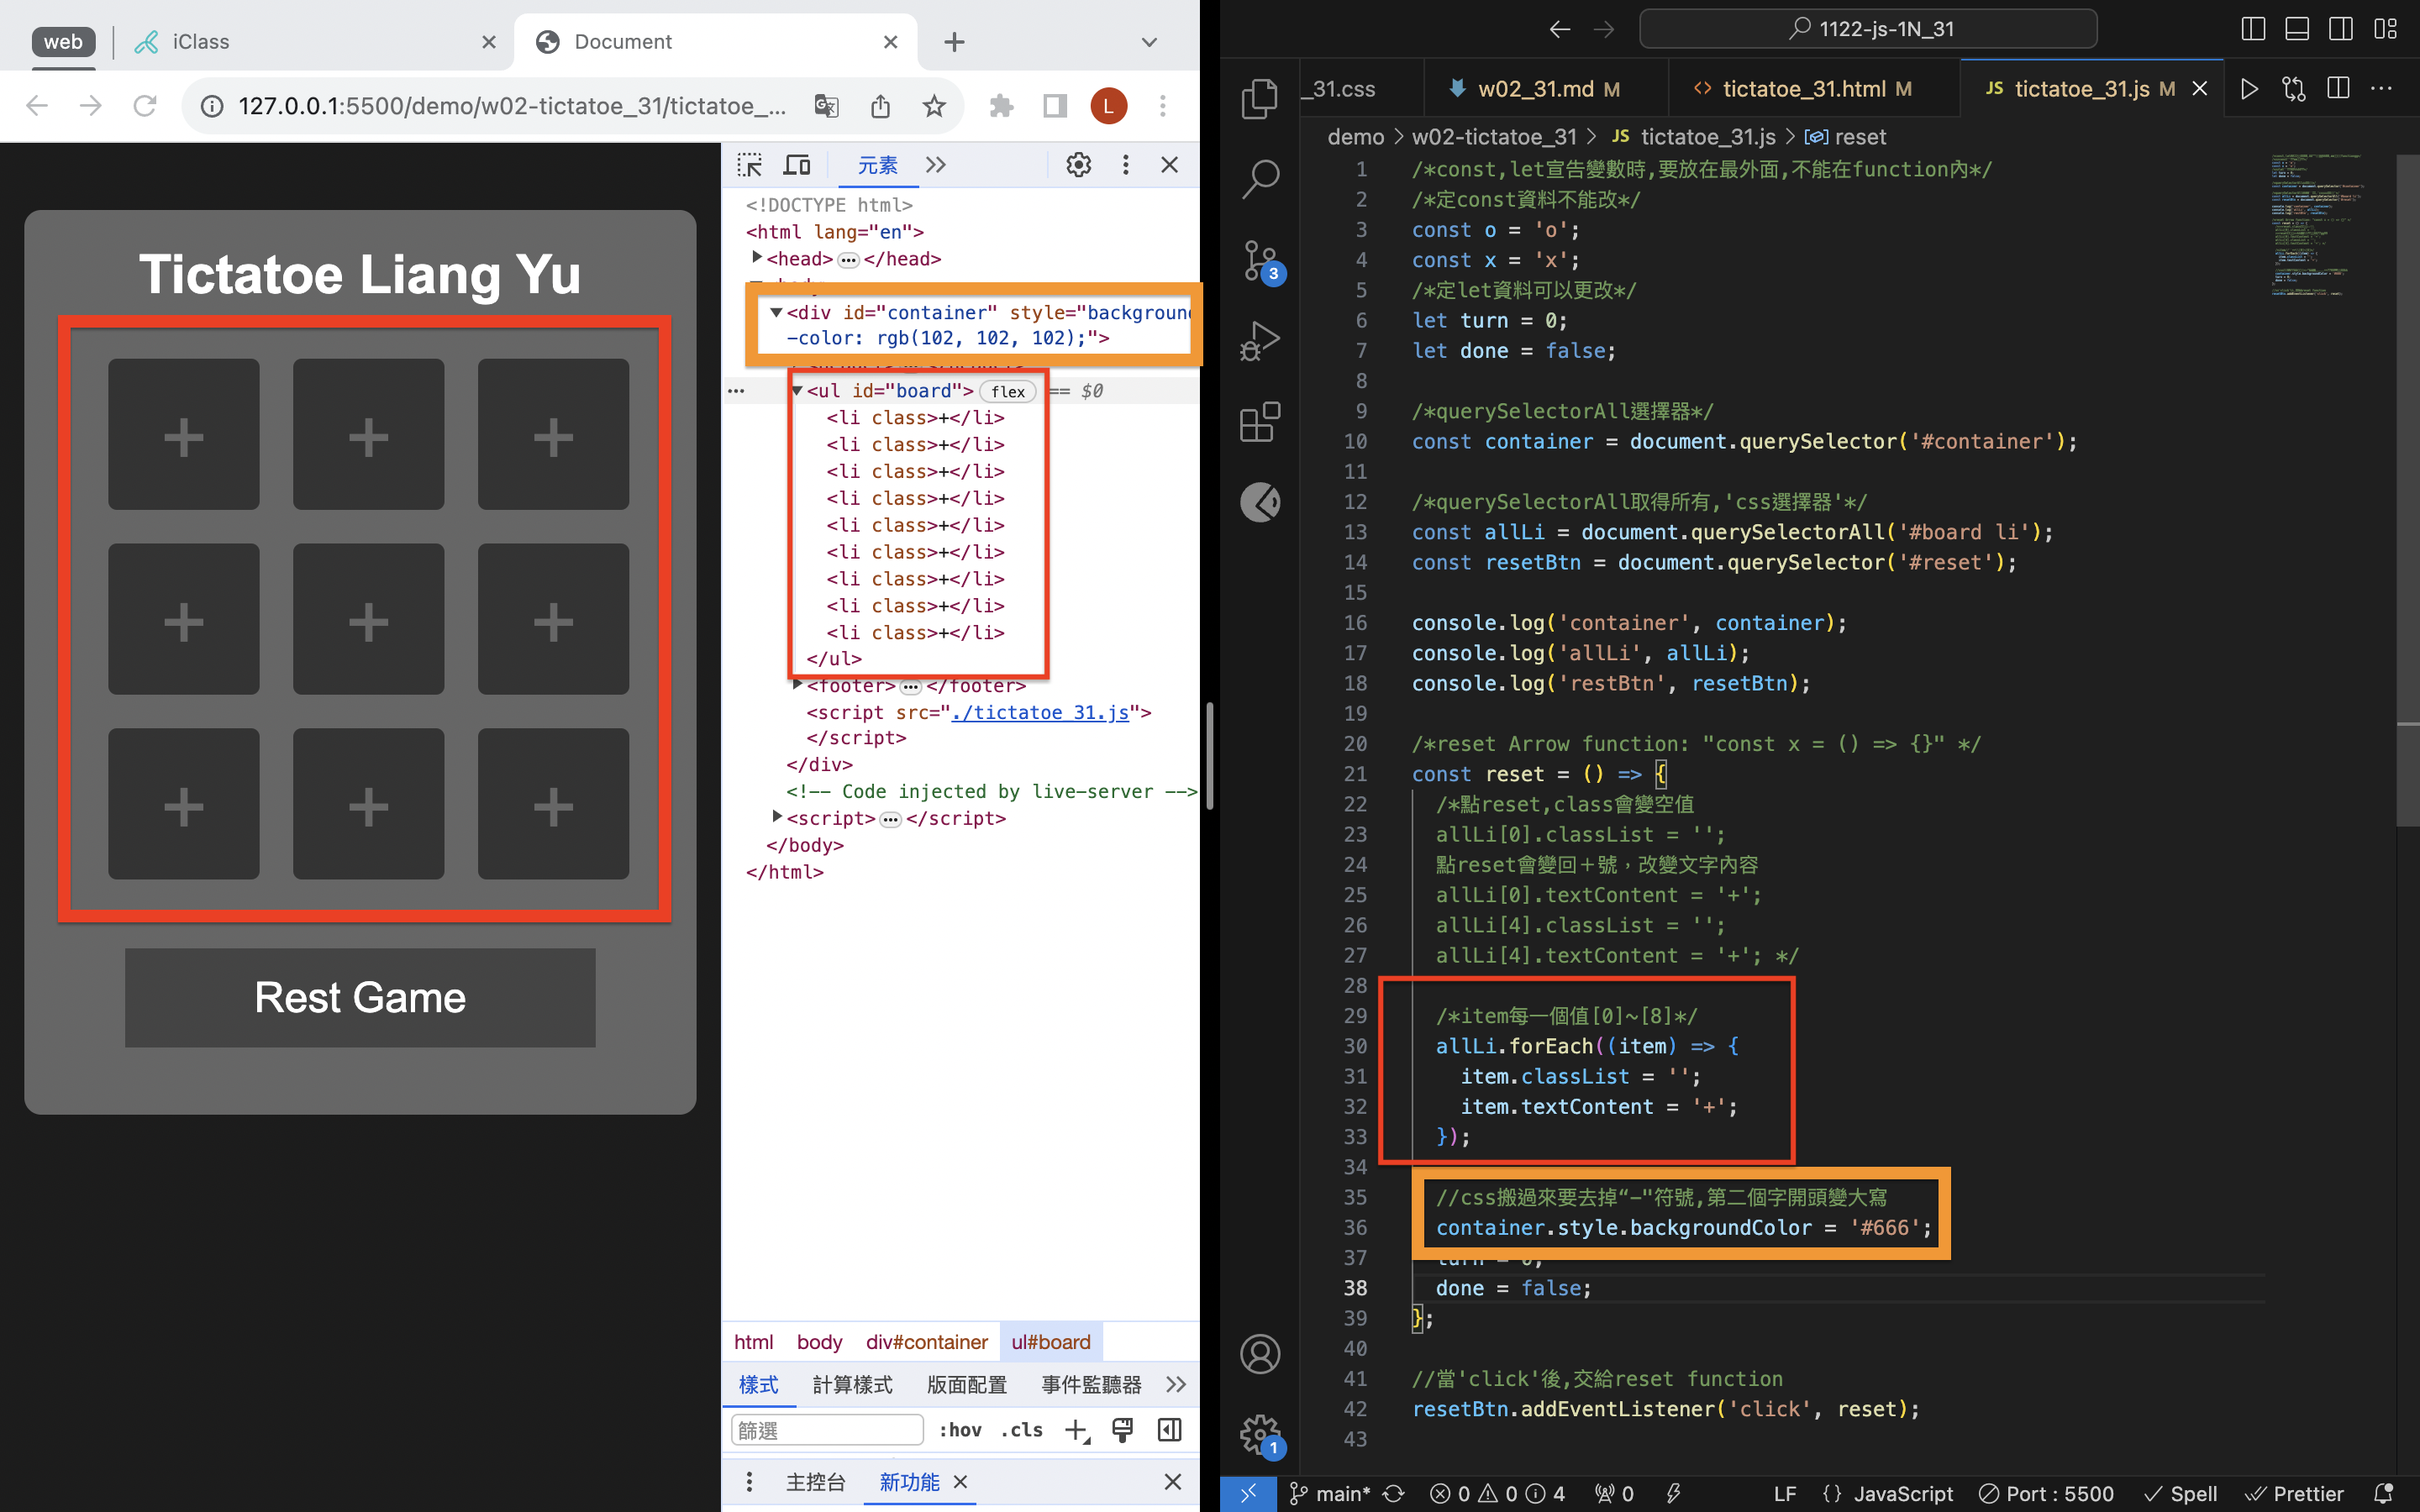 web
iClass
Document
127.0.0.1:5500/demo/w02-tictatoe_31/tictatoe_...
L
Tictatoe Liang Yu
+ + +
+ + +
+ + +
Rest Game
元素
<!DOCTYPE html>
<html lang="en">
<head> ... </head>
<div id="container" style="background
-color: rgb(102, 102, 102);">
... <ul id="board"> flex == $0
<li class>+</li>
<li class>+</li>
<li class>+</li>
<li class>+</li>
<li class>+</li>
<li class>+</li>
<li class>+</li>
<li class>+</li>
<li class>+</li>
</ul>
<footer> ... </footer>
<script src="./tictatoe_31.js">
</script>
</div>
<!-- Code injected by live-server -->
<script> ... </script>
</body>
</html>
html body div#container ul#board
樣式 計算樣式 版面配置 事件監聽器
篩選 :hov .cls
主控台 新功能
1122-js-1N_31
_31.css w02_31.md M tictatoe_31.html M JS tictatoe_31.js M
demo > w02-tictatoe_31 > JS tictatoe_31.js > reset
3
1
1 /*const,let宣告變數時,要放在最外面,不能在function內*/
2 /*定const資料不能改*/
3 const o = 'o';
4 const x = 'x';
5 /*定let資料可以更改*/
6 let turn = 0;
7 let done = false;
8
9 /*querySelectorAll選擇器*/
10 const container = document.querySelector('#container');
11
12 /*querySelectorAll取得所有,'css選擇器'*/
13 const allLi = document.querySelectorAll('#board li');
14 const resetBtn = document.querySelector('#reset');
15
16 console.log('container', container);
17 console.log('allLi', allLi);
18 console.log('restBtn', resetBtn);
19
20 /*reset Arrow function: "const x = () => {}" */
21 const reset = () => {
22 /*點reset,class會變空值
23 allLi[0].classList = '';
24 點reset會變回＋號，改變文字內容
25 allLi[0].textContent = '+';
26 allLi[4].classList = '';
27 allLi[4].textContent = '+'; */
28
29 /*item每一個值[0]~[8]*/
30 allLi.forEach((item) => {
31 item.classList = '';
32 item.textContent = '+';
33 });
34
35 //css搬過來要去掉“-"符號,第二個字開頭變大寫
36 container.style.backgroundColor = '#666';
37 turn = 0;
38 done = false;
39 };
40
41 //當'click'後,交給reset function
42 resetBtn.addEventListener('click', reset);
43
main* 0 0 4 0 LF {} JavaScript Port : 5500 Spell Prettier